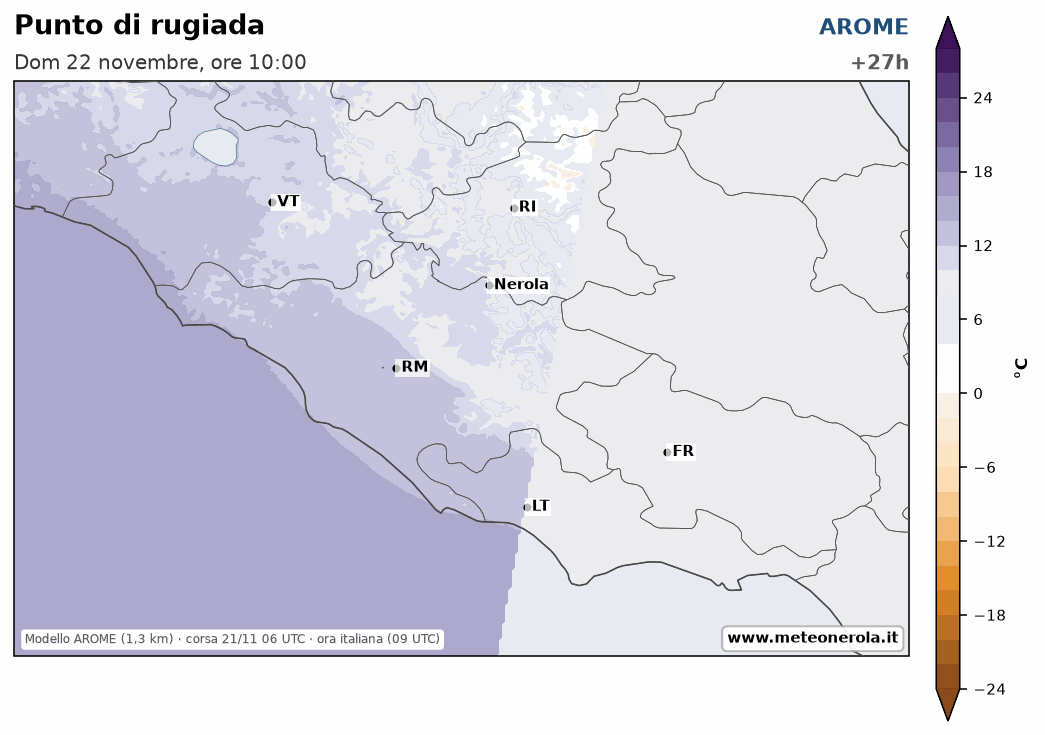 Punto di rugiada
AROME
Dom 22 novembre, ore 10:00
+27h
VT
RI
Nerola
RM
FR
LT
Modello AROME (1,3 km) · corsa 21/11 06 UTC · ora italiana (09 UTC)
www.meteonerola.it
24
18
12
6
0
−6
−12
−18
−24
°C